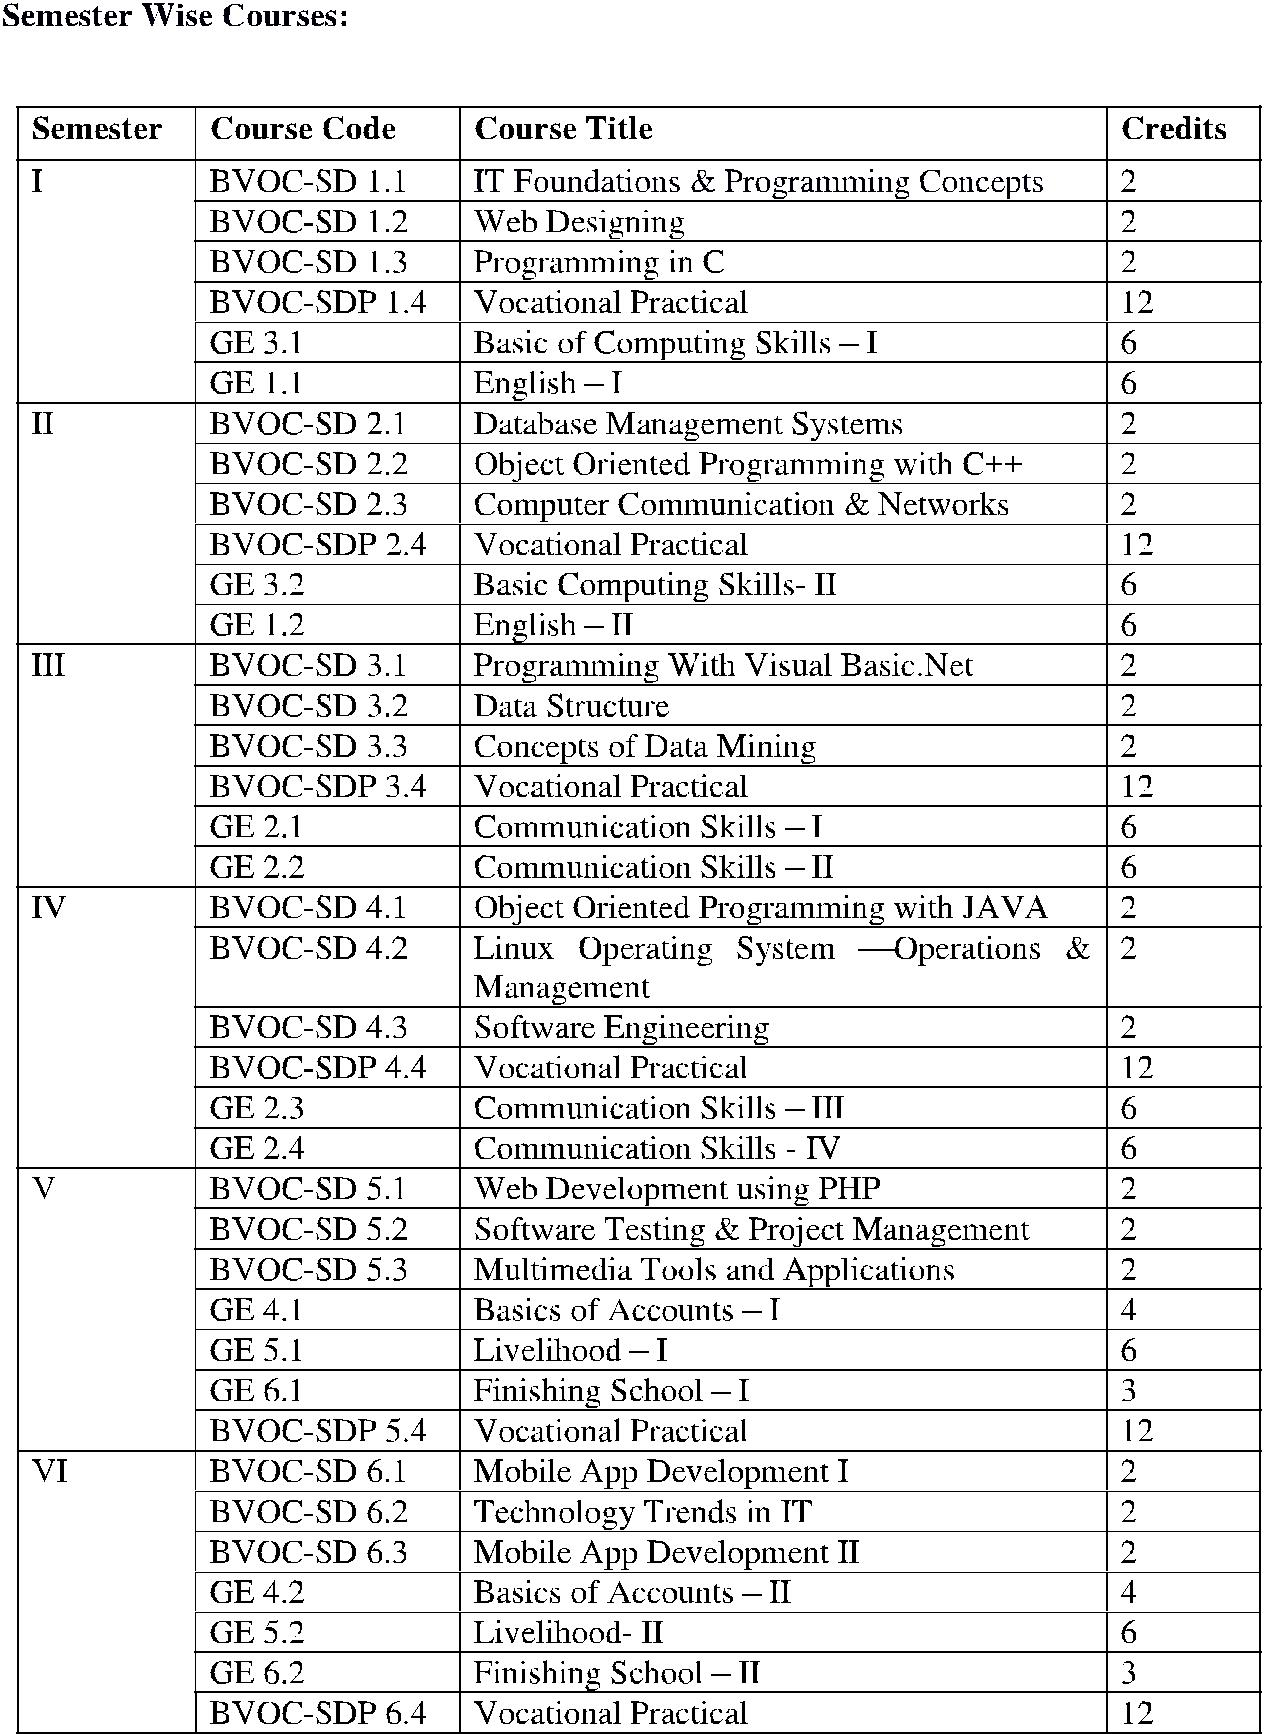 Semester Wise Courses:
Semester Course Code Course Title Credits
I BVOC-SD 1.1 IT Foundations & Programming Concepts 2
BVOC-SD 1.2 Web Designing 2
BVOC-SD 1.3 Programming in C 2
BVOC-SDP 1.4 Vocational Practical 12
GE 3.1 Basic of Computing Skills – I 6
GE 1.1 English – I 6
II BVOC-SD 2.1 Database Management Systems 2
BVOC-SD 2.2 Object Oriented Programming with C++ 2
BVOC-SD 2.3 Computer Communication & Networks 2
BVOC-SDP 2.4 Vocational Practical 12
GE 3.2 Basic Computing Skills- II 6
GE 1.2 English – II 6
III BVOC-SD 3.1 Programming With Visual Basic.Net 2
BVOC-SD 3.2 Data Structure 2
BVOC-SD 3.3 Concepts of Data Mining 2
BVOC-SDP 3.4 Vocational Practical 12
GE 2.1 Communication Skills – I 6
GE 2.2 Communication Skills – II 6
IV BVOC-SD 4.1 Object Oriented Programming with JAVA 2
BVOC-SD 4.2 Linux Operating System —Operations & 2
Management
BVOC-SD 4.3 Software Engineering 2
BVOC-SDP 4.4 Vocational Practical 12
GE 2.3 Communication Skills – III 6
GE 2.4 Communication Skills - IV 6
V BVOC-SD 5.1 Web Development using PHP 2
BVOC-SD 5.2 Software Testing & Project Management 2
BVOC-SD 5.3 Multimedia Tools and Applications 2
GE 4.1 Basics of Accounts – I 4
GE 5.1 Livelihood – I 6
GE 6.1 Finishing School – I 3
BVOC-SDP 5.4 Vocational Practical 12
VI BVOC-SD 6.1 Mobile App Development I 2
BVOC-SD 6.2 Technology Trends in IT 2
BVOC-SD 6.3 Mobile App Development II 2
GE 4.2 Basics of Accounts – II 4
GE 5.2 Livelihood- II 6
GE 6.2 Finishing School – II 3
BVOC-SDP 6.4 Vocational Practical 12